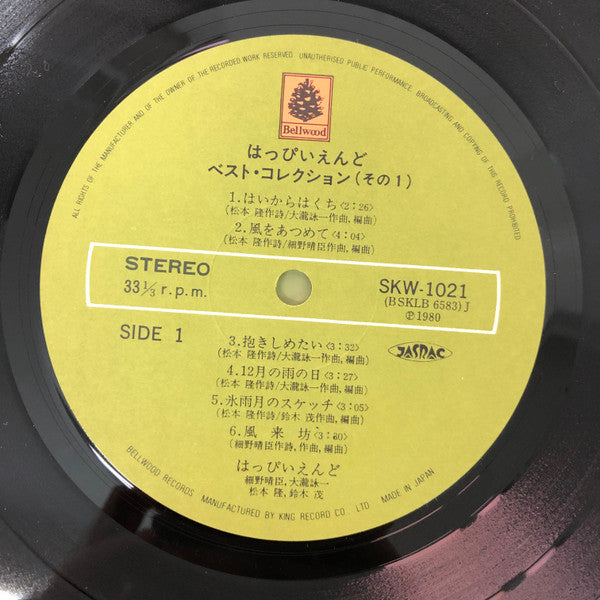 ALL RIGHTS OF THE MANUFACTURER AND OF THE OWNER OF THE RECORDED WORK RESERVED. UNAUTHORISED PUBLIC PERFORMANCE, BROADCASTING AND COPYING OF THIS RECORD PROHIBITED
Bellwood
はっぴいえんど
ベスト・コレクション(その1)
1.はいからはくち〈2:26〉
(松本 隆作詩/大瀧詠一作曲,編曲)
2.風をあつめて〈4:04〉
(松本 隆作詩/細野晴臣作曲,編曲)
STEREO
33 1/3 r.p.m.
SKW-1021
(BSKLB 6583)J
Ⓟ1980
SIDE 1
JASRAC
3.抱きしめたい〈3:32〉
(松本 隆作詩/大瀧詠一作曲,編曲)
4.12月の雨の日〈3:27〉
(松本 隆作詩/大瀧詠一作曲,編曲)
5.氷雨月のスケッチ〈3:05〉
(松本 隆作詩/鈴木 茂作曲,編曲)
6.風来坊〈3:30〉
(細野晴臣作詩,作曲,編曲)
はっぴいえんど
細野晴臣,大瀧詠一
松本 隆,鈴木 茂
BELLWOOD RECORDS MANUFACTURED BY KING RECORD CO. LTD MADE IN JAPAN